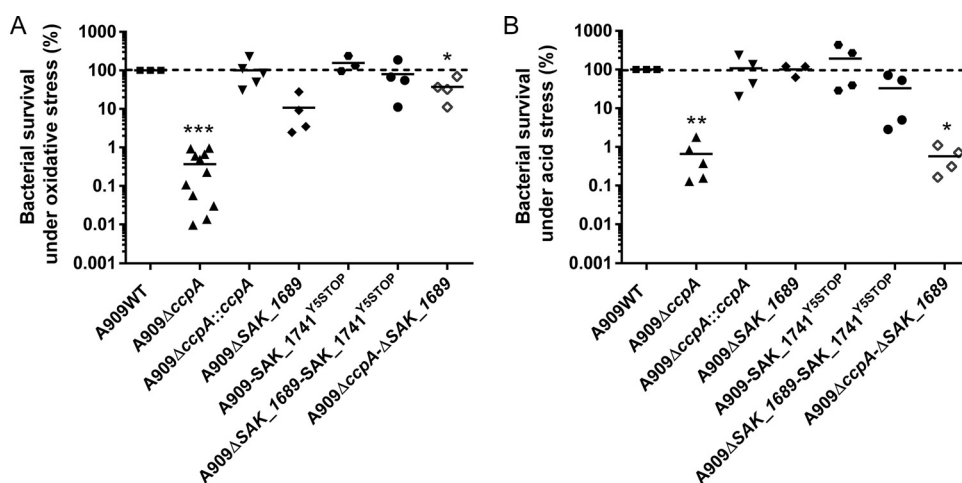 A
Bacterial survival
under oxidative stress (%)
1000
100
10
1
0.1
0.01
0.001
***
*
A909WT
A909ΔccpA
A909ΔccpA::ccpA
A909ΔSAK_1689
A909-SAK_1741Y5STOP
A909ΔSAK_1689-SAK_1741Y5STOP
A909ΔccpA-ΔSAK_1689
B
Bacterial survival
under acid stress (%)
1000
100
10
1
0.1
0.01
0.001
**
*
A909WT
A909ΔccpA
A909ΔccpA::ccpA
A909ΔSAK_1689
A909-SAK_1741Y5STOP
A909ΔSAK_1689-SAK_1741Y5STOP
A909ΔccpA-ΔSAK_1689